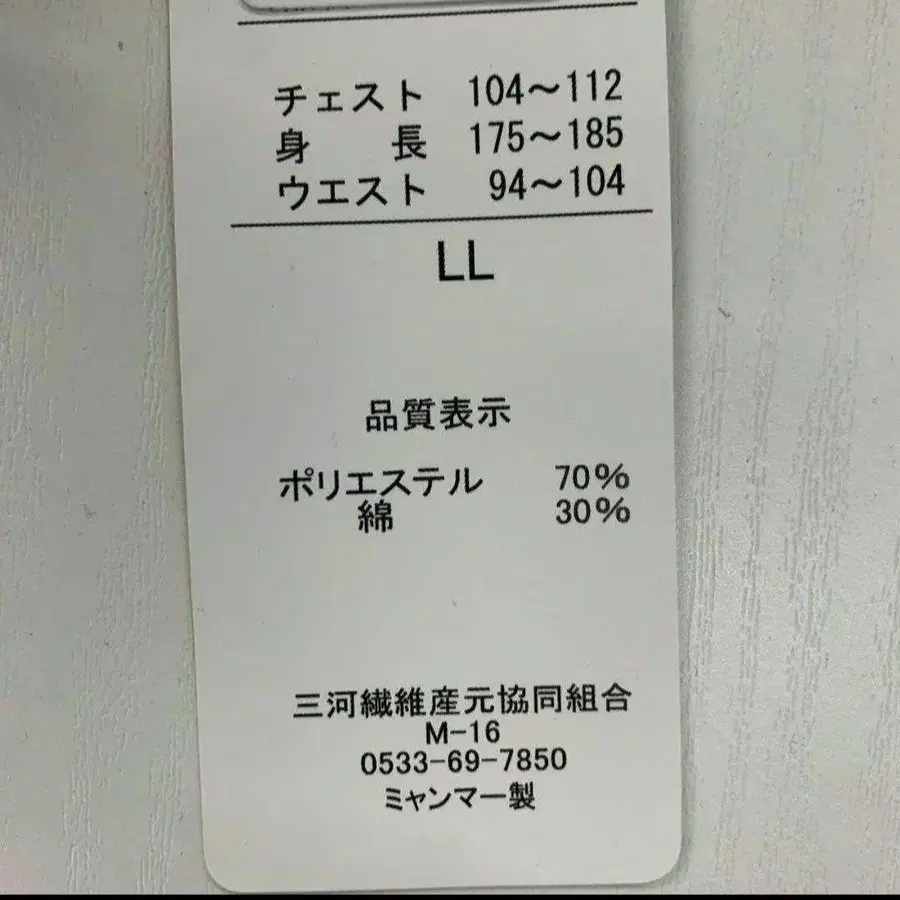 チェスト 104～112
身長 175～185
ウエスト 94～104
LL
品質表示
ポリエステル 70%
綿 30%
三河繊維産元協同組合
M-16
0533-69-7850
ミャンマー製